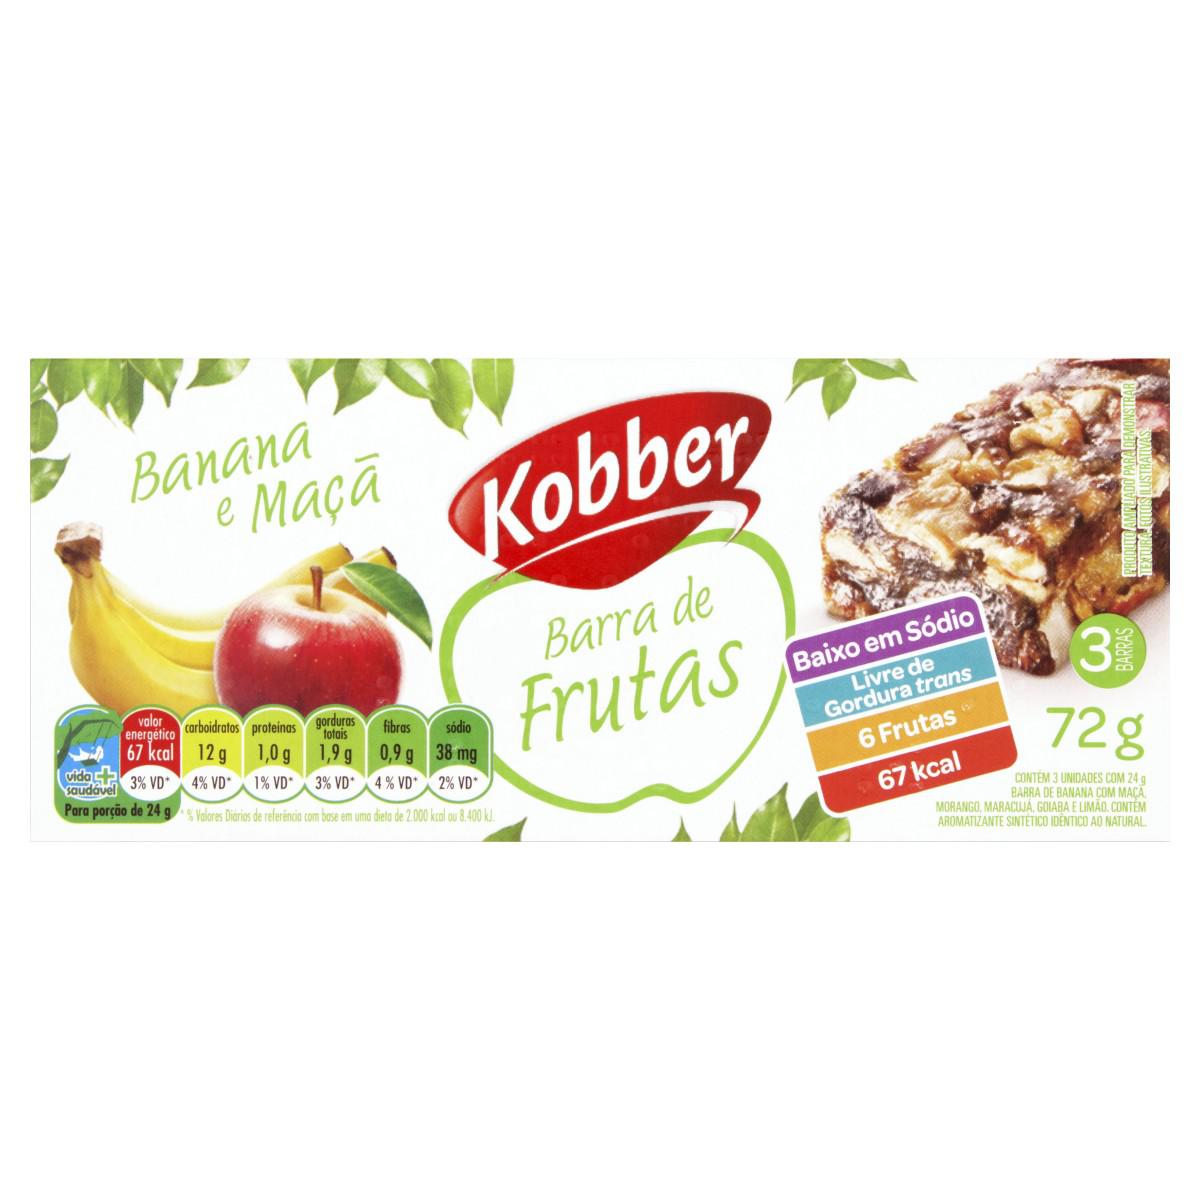 Banana
e Maçã
Kobber
Barra de
Frutas
Baixo em Sódio
Livre de
Gordura trans
6 Frutas
67 kcal
PRODUTO AMPLIADO PARA DEMONSTRAR
TEXTURA. FOTOS ILUSTRATIVAS.
3
BARRAS
72 g
CONTÉM 3 UNIDADES COM 24 g
BARRA DE BANANA COM MAÇÃ,
MORANGO, MARACUJÁ, GOIABA E LIMÃO. CONTÉM
AROMATIZANTE SINTÉTICO IDÊNTICO AO NATURAL.
vida +
saudável
Para porção de 24 g
valor
energético
67 kcal
3% VD*
carboidratos
12 g
4% VD*
proteínas
1,0 g
1% VD*
gorduras
totais
1,9 g
3% VD*
fibras
0,9 g
4 % VD*
sódio
38 mg
2% VD*
* % Valores Diários de referência com base em uma dieta de 2.000 kcal ou 8.400 kJ.